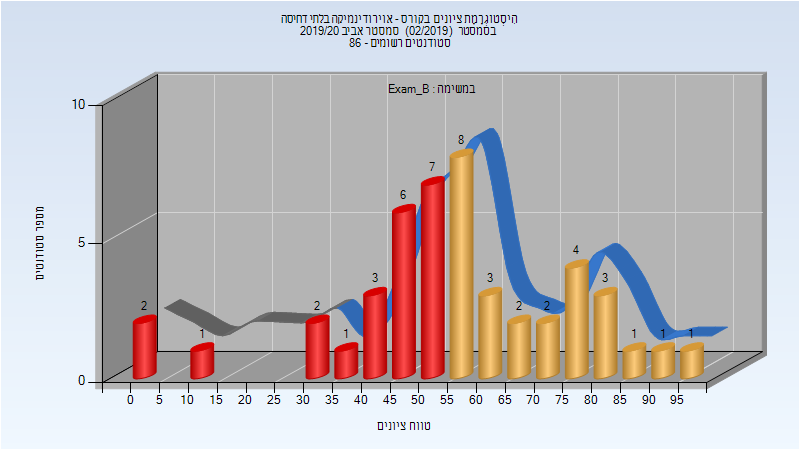 היסטוגרמת ציונים בקורס - אוירודינמיקה בלתי דחיסה
בסמסטר (02/2019) סמסטר אביב 2019/20
סטודנטים רשומים - 86
במשימה : Exam_B
מספר סטודנטים
10
5
0
2
1
2
1
3
6
7
8
3
2
2
4
3
1
1
1
0 5 10 15 20 25 30 35 40 45 50 55 60 65 70 75 80 85 90 95
טווח ציונים